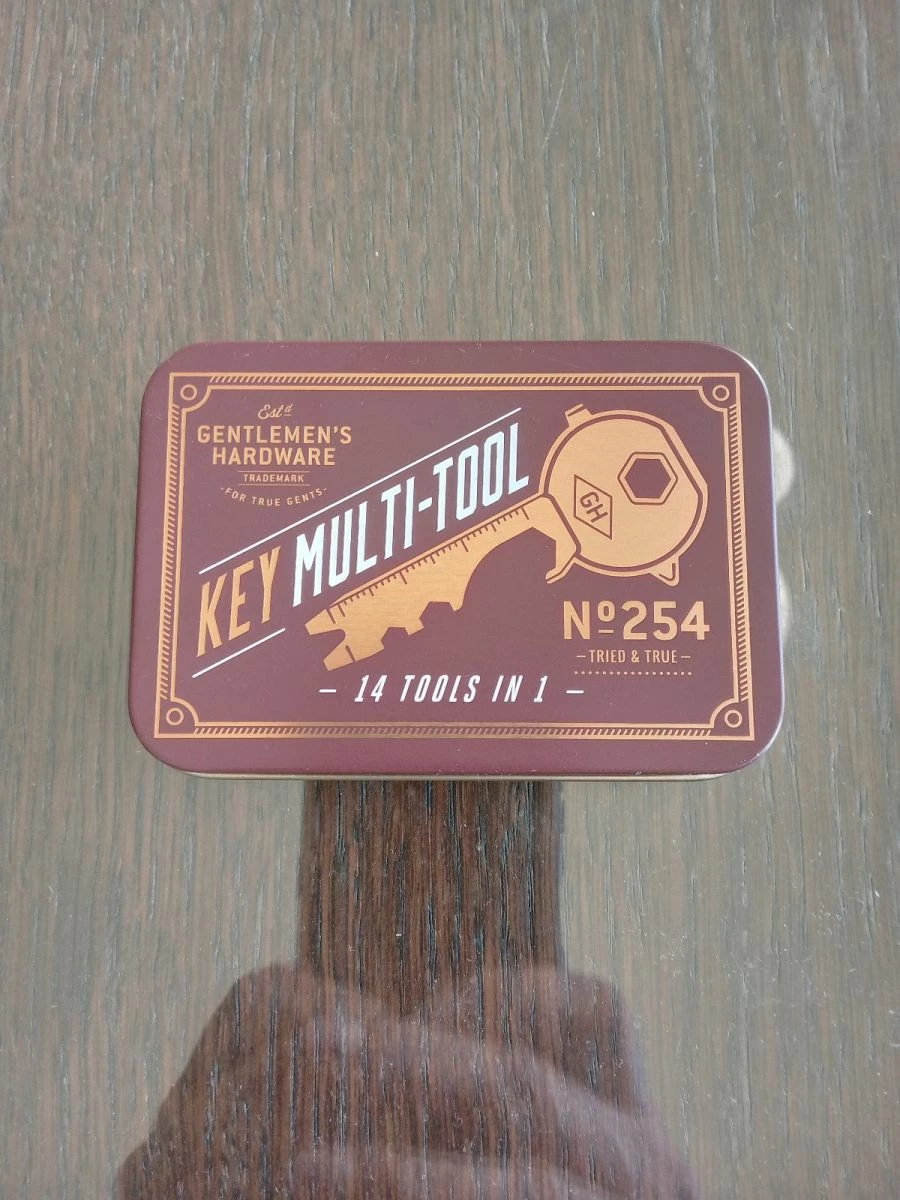 Estd
GENTLEMEN'S
HARDWARE
TRADEMARK
-FOR TRUE GENTS-
KEY MULTI-TOOL
GH
Nº254
– TRIED & TRUE –
– 14 TOOLS IN 1 –